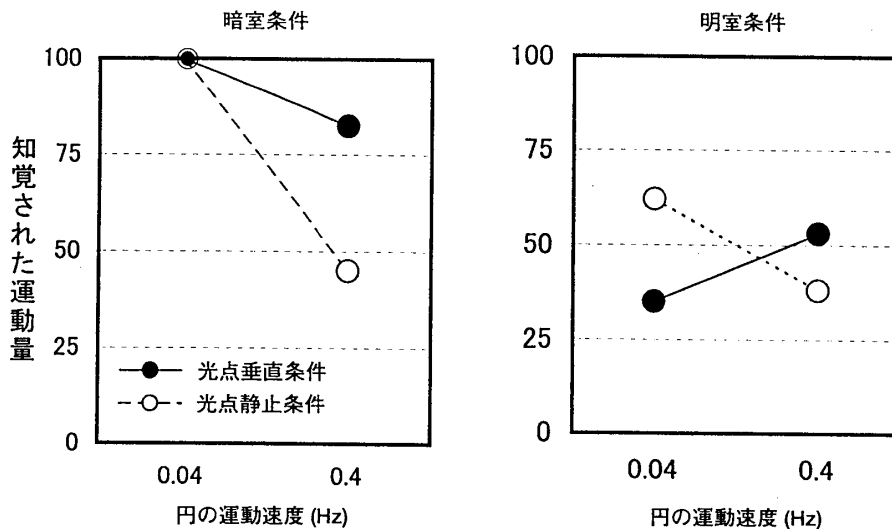 暗室条件
100
75
50
25
0
知覚された運動量
光点垂直条件
光点静止条件
0.04 0.4
円の運動速度 (Hz)
明室条件
100
75
50
25
0
0.04 0.4
円の運動速度 (Hz)